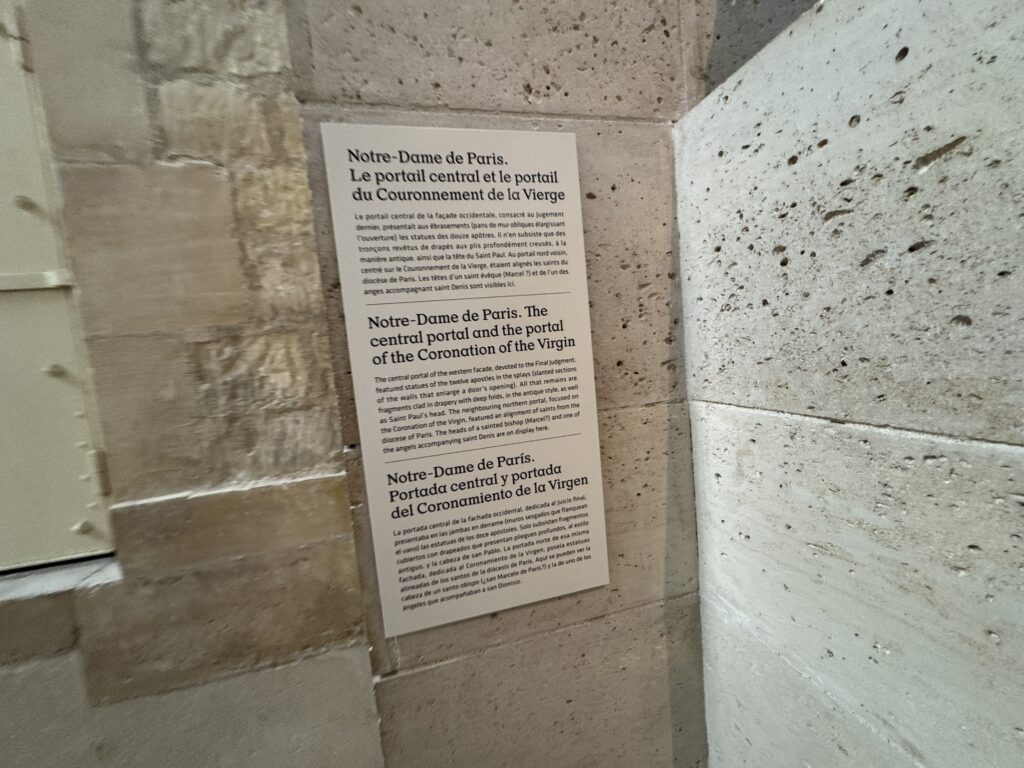 Notre-Dame de Paris.
Le portail central et le portail
du Couronnement de la Vierge
Le portail central de la façade occidentale, consacré au Jugement
dernier, présentait aux ébrasements (pans de mur obliques élargissant
l'ouverture) les statues des douze apôtres. Il n'en subsiste que des
tronçons revêtus de drapés aux plis profondément creusés, à la
manière antique, ainsi que la tête du Saint Paul. Au portail nord voisin,
centré sur le Couronnement de la Vierge, étaient alignés les saints du
diocèse de Paris. Les têtes d'un saint évêque (Marcel ?) et de l'un des
anges accompagnant saint Denis sont visibles ici.
Notre-Dame de Paris. The
central portal and the portal
of the Coronation of the Virgin
The central portal of the western facade, devoted to the Final Judgment,
featured statues of the twelve apostles in the splays (slanted sections
of the walls that enlarge a door's opening). All that remains are
fragments clad in drapery with deep folds, in the antique style, as well
as Saint Paul's head. The neighbouring northern portal, focused on
the Coronation of the Virgin, featured an alignment of saints from the
diocese of Paris. The heads of a sainted bishop (Marcel?) and one of
the angels accompanying saint Denis are on display here.
Notre-Dame de París.
Portada central y portada
del Coronamiento de la Virgen
La portada central de la fachada occidental, dedicada al Juicio final,
presentaba en las jambas en derrame (muros sesgados que flanquean
el vano) las estatuas de los doce apóstoles. Solo subsisten fragmentos
cubiertos con drapeados que presentan pliegues profundos, al estilo
antiguo, y la cabeza de san Pablo. La portada norte de esa misma
fachada, dedicada al Coronamiento de la Virgen, poseía estatuas
alineadas de los santos de la diócesis de París. Aquí se pueden ver la
cabeza de un santo obispo (¿san Marcelo de París?) y la de uno de los
ángeles que acompañaban a san Dionisio.